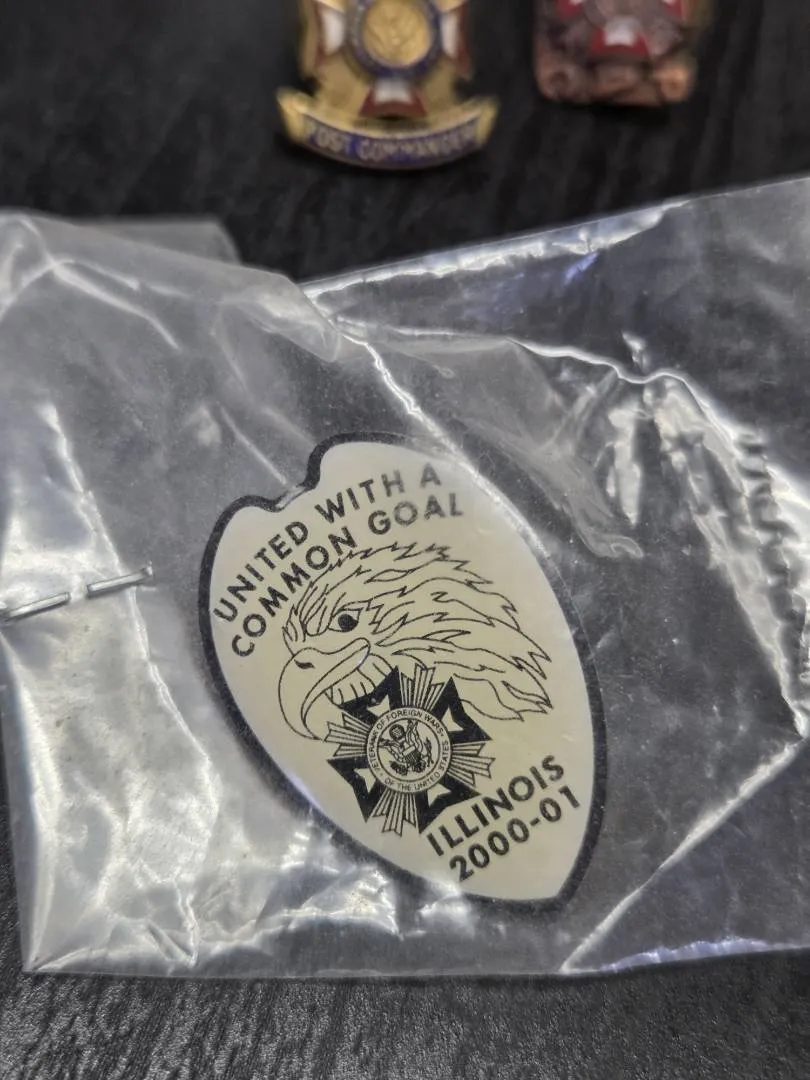 POST COMMANDER
UNITED WITH A
COMMON GOAL
VETERANS OF FOREIGN WARS
OF THE UNITED STATES
ILLINOIS
2000-01